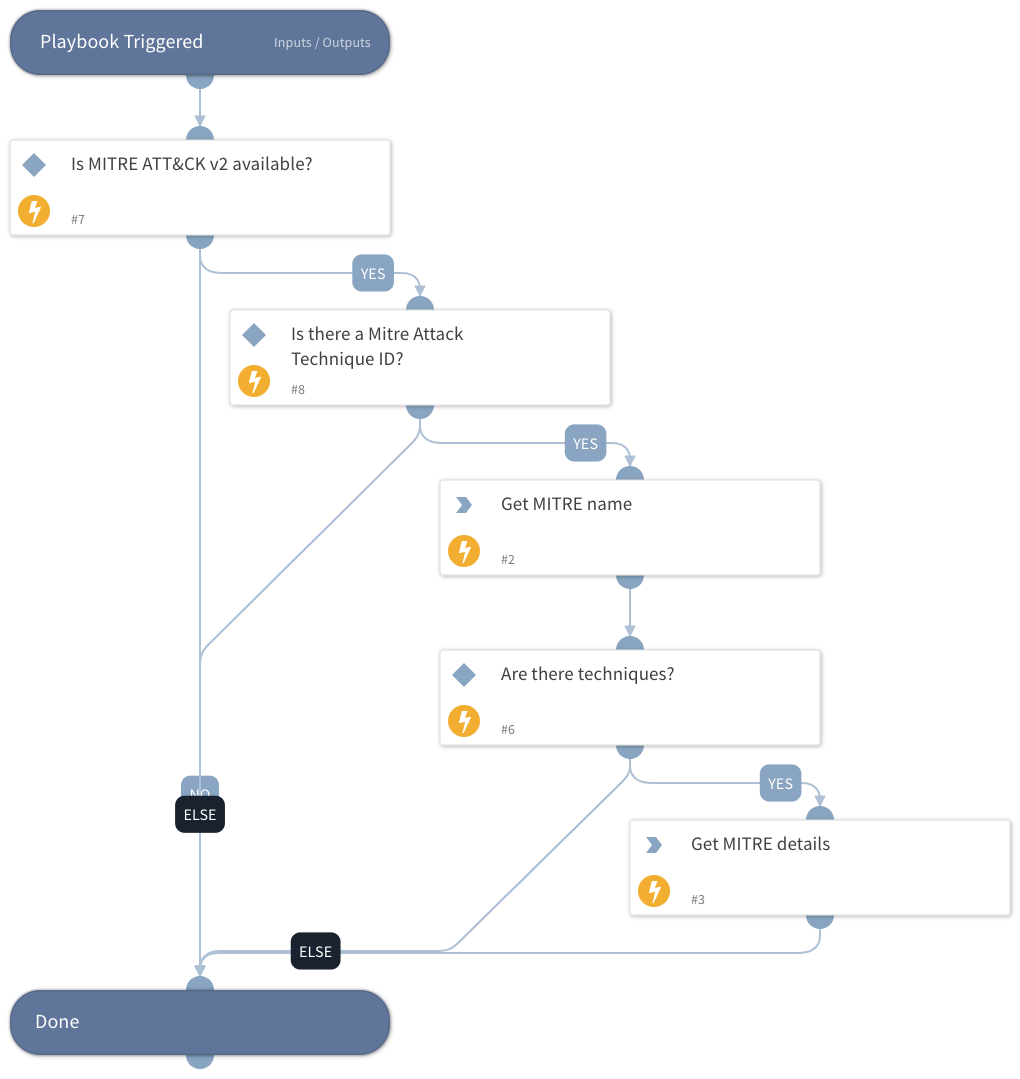 Playbook Triggered
Inputs / Outputs
Is MITRE ATT&CK v2 available?
#7
YES
Is there a Mitre Attack
Technique ID?
#8
YES
Get MITRE name
#2
Are there techniques?
#6
YES
NO
ELSE
Get MITRE details
#3
ELSE
Done